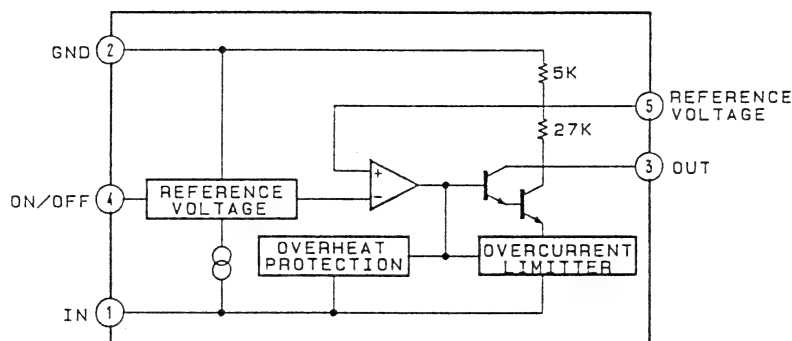 GND 2
5K
5 REFERENCE
VOLTAGE
27K
3 OUT
ON/OFF 4
REFERENCE
VOLTAGE
+
-
OVERHEAT
PROTECTION
OVERCURRENT
LIMITTER
IN 1